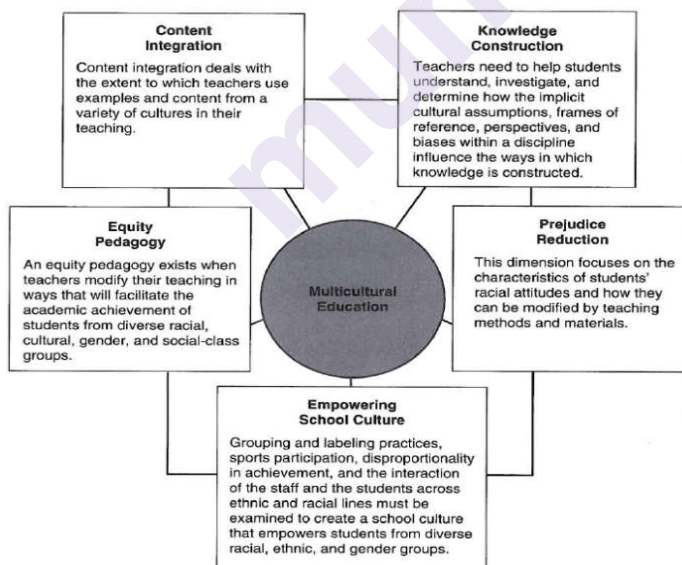 Content
Integration
Content integration deals with
the extent to which teachers use
examples and content from a
variety of cultures in their
teaching.
Knowledge
Construction
Teachers need to help students
understand, investigate, and
determine how the implicit
cultural assumptions, frames of
reference, perspectives, and
biases within a discipline
influence the ways in which
knowledge is constructed.
Equity
Pedagogy
An equity pedagogy exists when
teachers modify their teaching in
ways that will facilitate the
academic achievement of
students from diverse racial,
cultural, gender, and social-class
groups.
Multicultural
Education
Prejudice
Reduction
This dimension focuses on the
characteristics of students'
racial attitudes and how they
can be modified by teaching
methods and materials.
Empowering
School Culture
Grouping and labeling practices,
sports participation, disproportionality
in achievement, and the interaction
of the staff and the students across
ethnic and racial lines must be
examined to create a school culture
that empowers students from diverse
racial, ethnic, and gender groups.